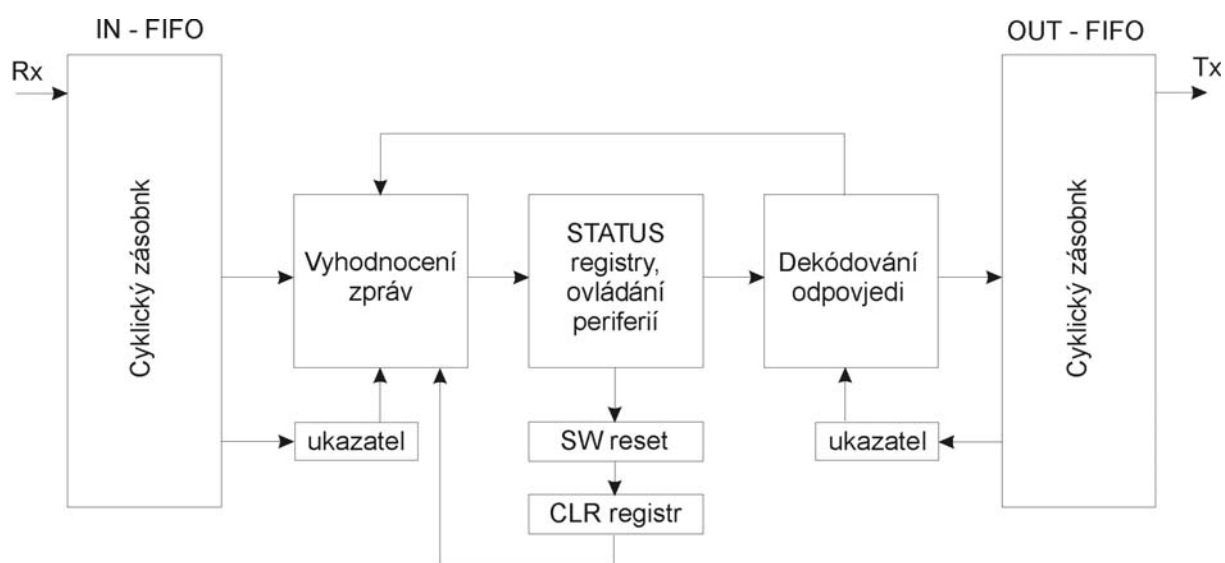 IN - FIFO
OUT - FIFO
Rx
Tx
Cyklický zásobnk
Vyhodnocení
zpráv
STATUS
registry,
ovládání
periferií
Dekódování
odpovjedi
Cyklický zásobnk
ukazatel
SW reset
ukazatel
CLR registr